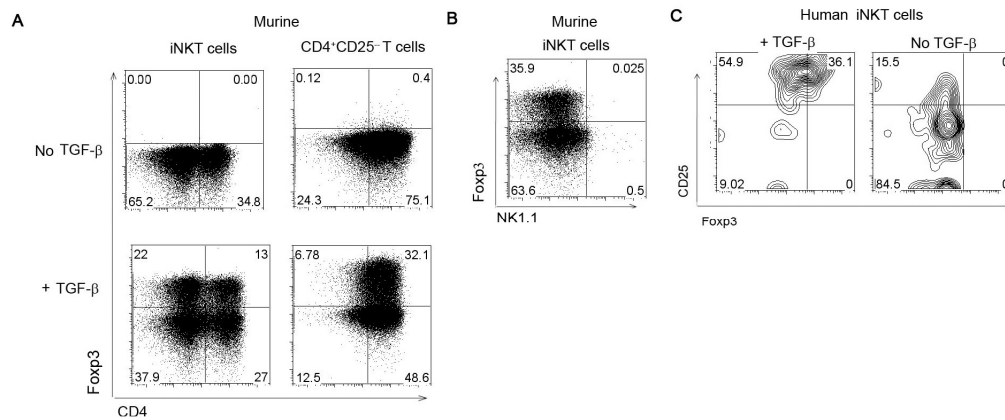 A
Murine
iNKT cells
CD4⁺CD25⁻ T cells
No TGF-β
0.00 0.00
65.2 34.8
0.12 0.4
24.3 75.1
+ TGF-β
22 13
37.9 27
6.78 32.1
12.5 48.6
Foxp3
CD4
B
Murine
iNKT cells
35.9 0.025
63.6 0.5
Foxp3
NK1.1
C
Human iNKT cells
+ TGF-β
No TGF-β
54.9 36.1
9.02 0
15.5 0
84.5 0
CD25
Foxp3